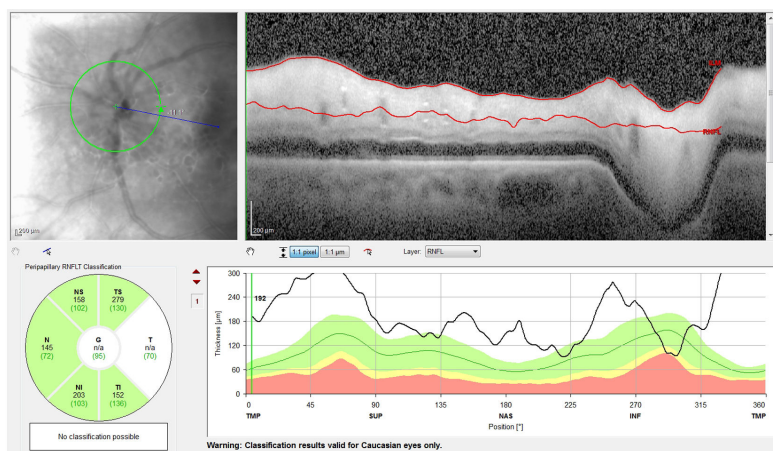 ILM
RNFL
200 µm
200 µm
1:1 pixel
1:1 µm
Layer:
RNFL
Peripapillary RNFLT Classification
NS
158
(102)
TS
279
(130)
N
145
(72)
G
n/a
(95)
T
n/a
(70)
NI
203
(103)
TI
152
(136)
No classification possible
1
Thickness [µm]
300
240
180
120
60
0
192
0
45
90
135
180
225
270
315
360
TMP
SUP
NAS
INF
TMP
Position [°]
Warning: Classification results valid for Caucasian eyes only.